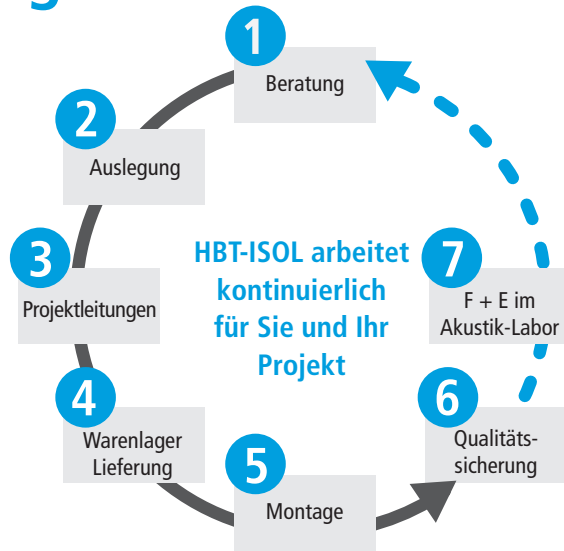 1
Beratung
2
Auslegung
3
Projektleitungen
4
Warenlager
Lieferung
5
Montage
6
Qualitäts-
sicherung
7
F + E im
Akustik-Labor
HBT-ISOL arbeitet
kontinuierlich
für Sie und Ihr
Projekt